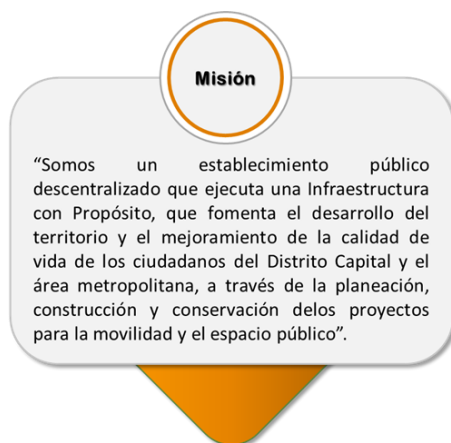 Misión
“Somos un establecimiento público
descentralizado que ejecuta una Infraestructura
con Propósito, que fomenta el desarrollo del
territorio y el mejoramiento de la calidad de
vida de los ciudadanos del Distrito Capital y el
área metropolitana, a través de la planeación,
construcción y conservación delos proyectos
para la movilidad y el espacio público”.